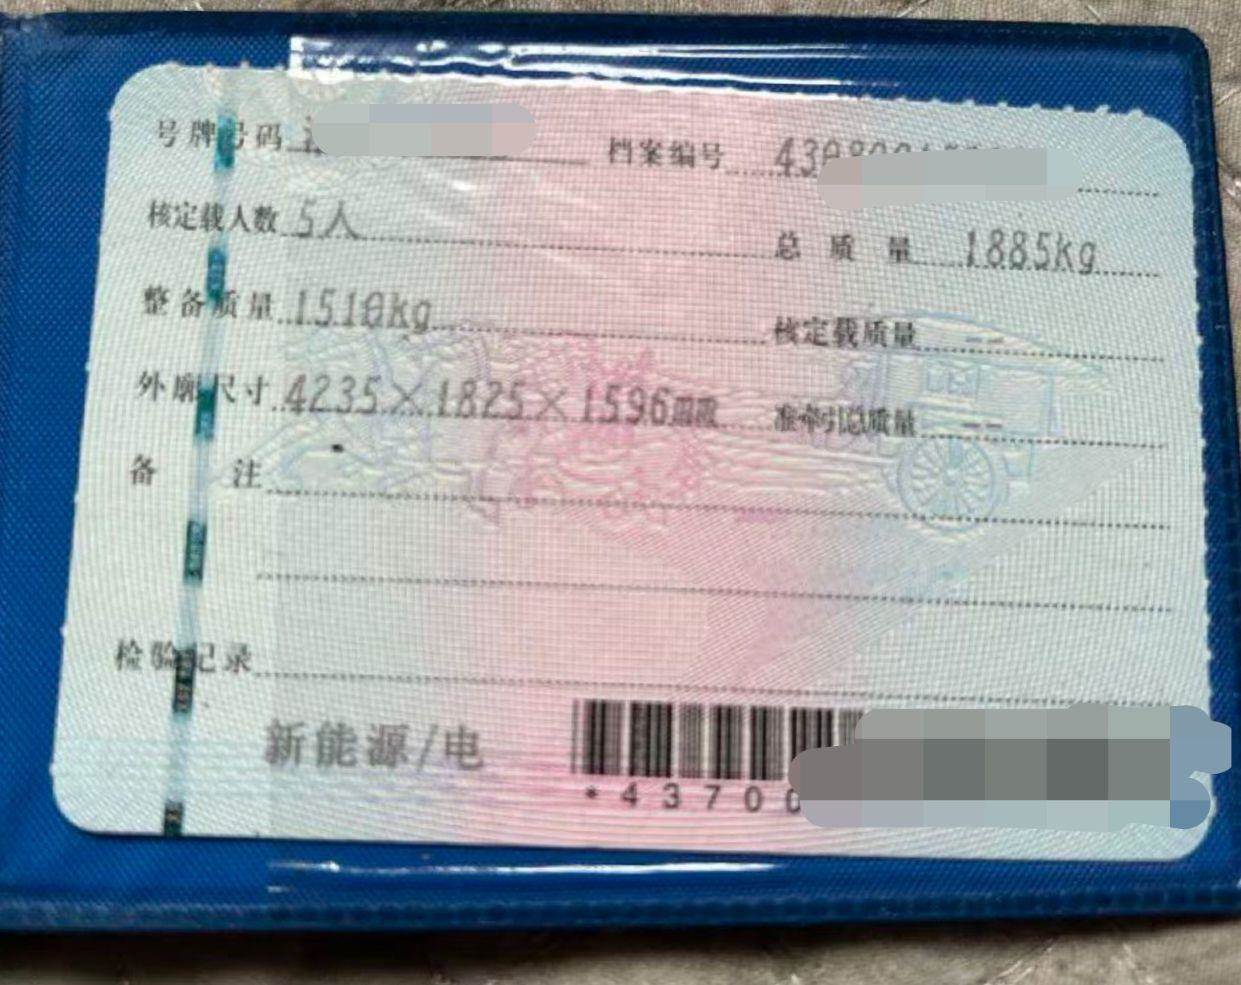 号牌号码 档案编号 430
核定载人数 5人 总质量 1885kg
整备质量 1510kg 核定载质量 --
外廓尺寸 4235×1825×1596mm 准牵引总质量 --
备注
检验记录
新能源/电
*4370